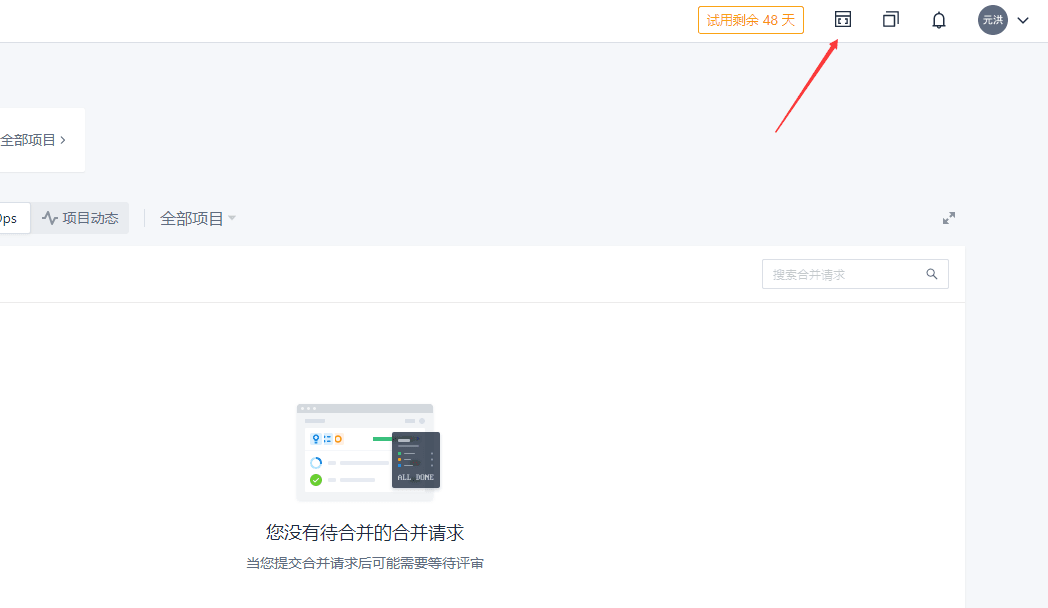 试用剩余 48 天
元洪
全部项目
Ops
项目动态
全部项目
搜索合并请求
ALL DONE
您没有待合并的合并请求
当您提交合并请求后可能需要等待评审